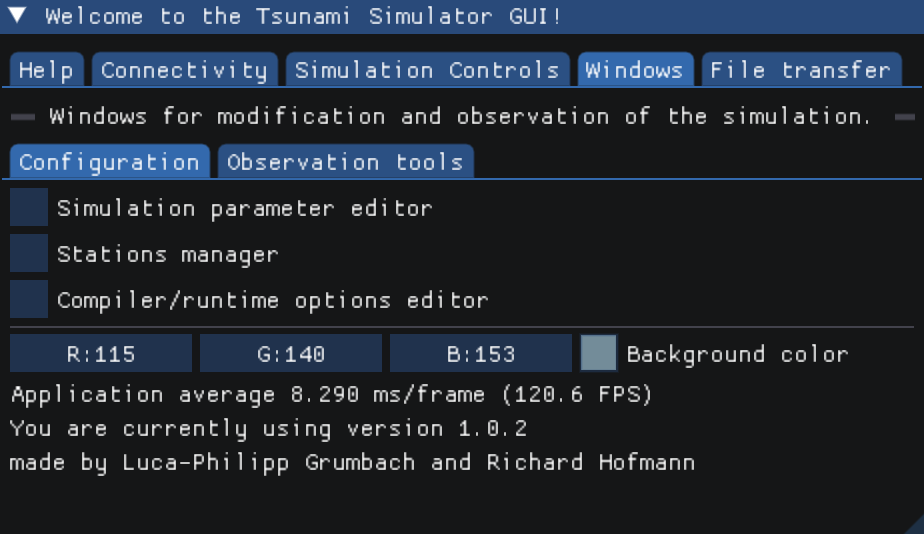 Welcome to the Tsunami Simulator GUI!
Help Connectivity Simulation Controls Windows File transfer
Windows for modification and observation of the simulation.
Configuration Observation tools
Simulation parameter editor
Stations manager
Compiler/runtime options editor
R:115 G:140 B:153 Background color
Application average 8.290 ms/frame (120.6 FPS)
You are currently using version 1.0.2
made by Luca-Philipp Grumbach and Richard Hofmann